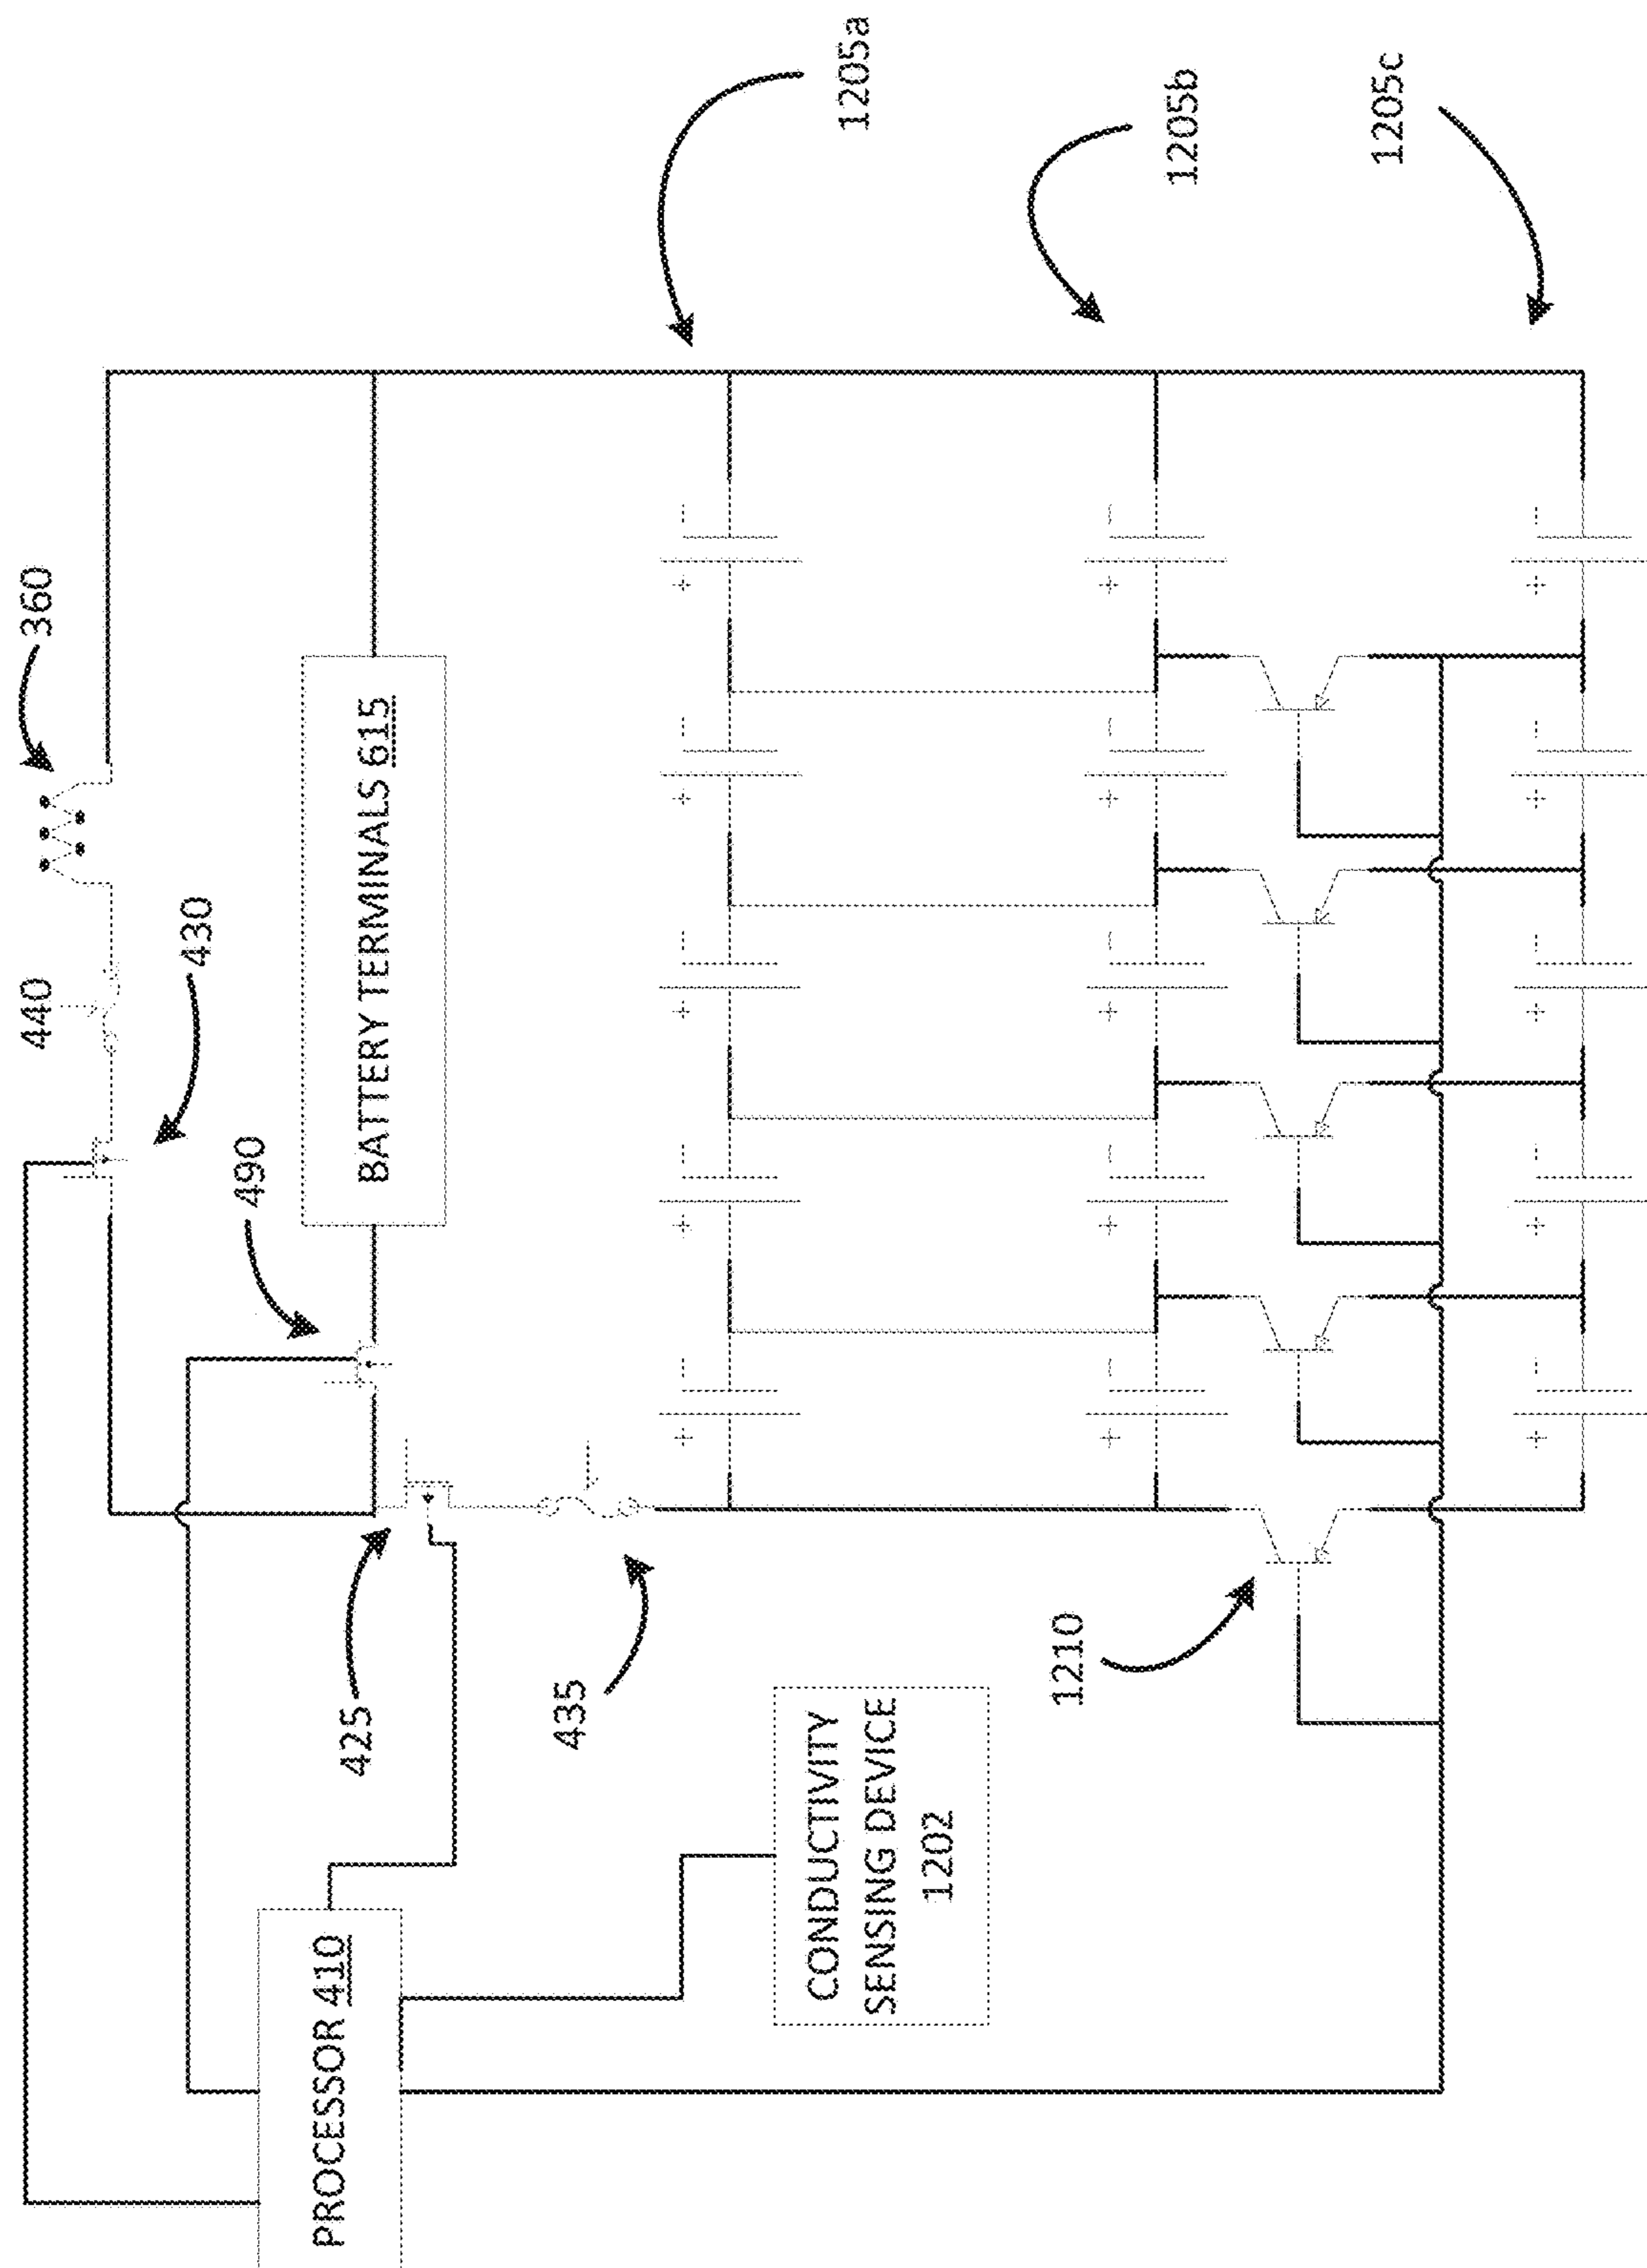 440
360
430
490
PROCESSOR 410
425
BATTERY TERMINALS 615
435
CONDUCTIVITY
SENSING DEVICE
1202
1205a
1210
1205b
1205c